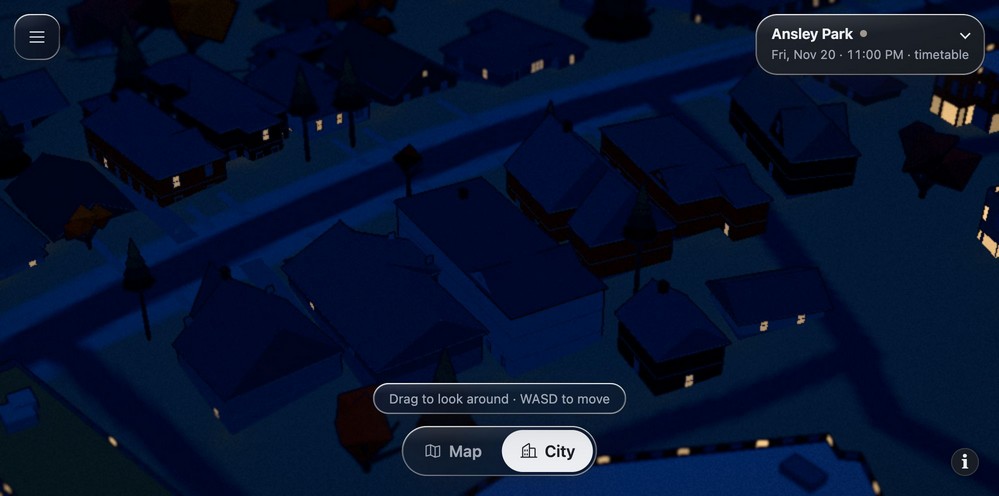 Ansley Park
Fri, Nov 20 · 11:00 PM · timetable
Drag to look around · WASD to move
Map
City
i